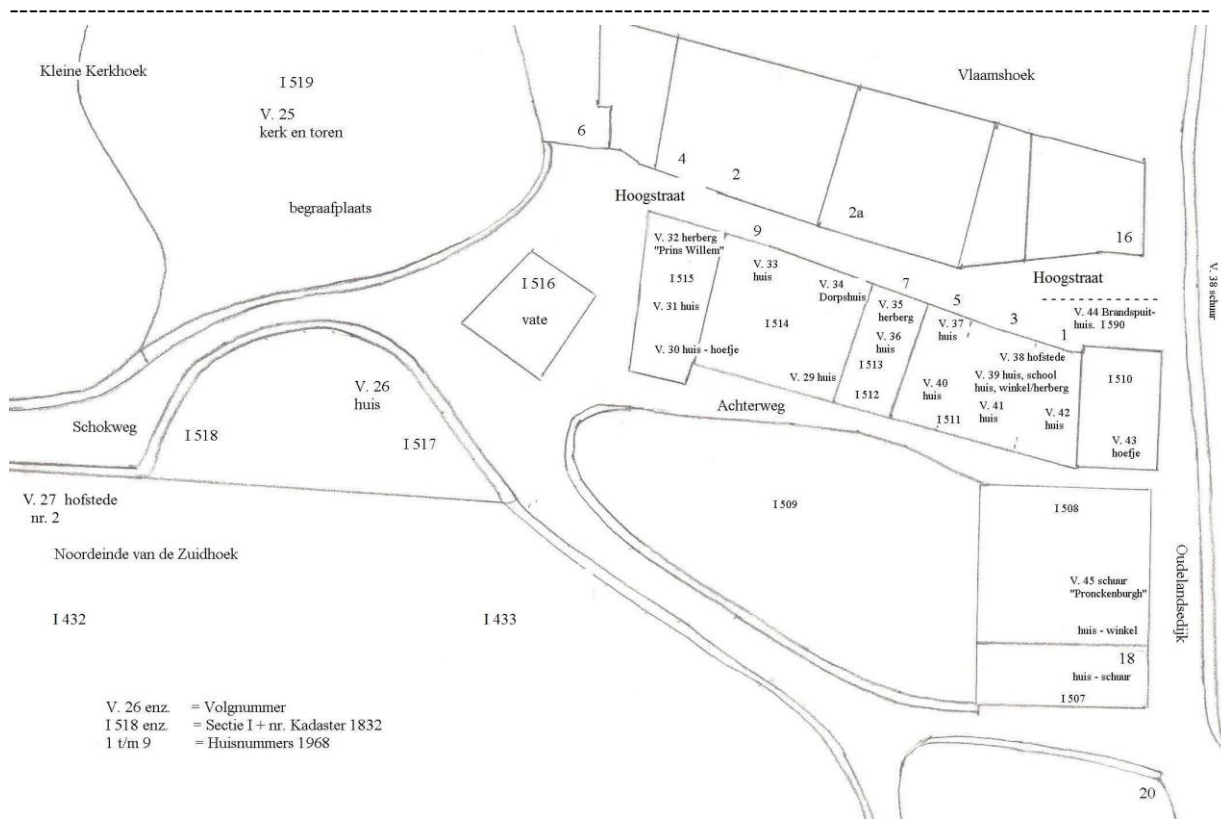 Kleine Kerkhoek
I 519
V. 25
kerk en toren
begraafplaats
Vlaamshoek
6
4
2
2a
16
Hoogstraat
Hoogstraat
V. 38 schuur
9
7
5
3
1
V. 32 herberg
"Prins Willem"
I 515
V. 31 huis
V. 30 huis - hoefje
V. 33
huis
V. 34
Dorpshuis
I 514
V. 29 huis
V. 35
herberg
V. 36
huis
I 513
I 512
V. 37
huis
V. 44 Brandspuit-
huis. I 590
V. 38 hofstede
V. 39 huis, school
huis, winkel/herberg
V. 40
huis
V. 41
huis
V. 42
huis
I 511
I 510
V. 43
hoefje
I 516
vate
Achterweg
V. 26
huis
Schokweg
I 518
I 517
V. 27 hofstede
nr. 2
Noordeinde van de Zuidhoek
I 432
I 433
I 509
I 508
V. 45 schuur
"Pronckenburgh"
huis - winkel
18
huis - schuur
I 507
Oudelandsedijk
20
V. 26 enz. = Volgnummer
I 518 enz. = Sectie I + nr. Kadaster 1832
1 t/m 9 = Huisnummers 1968